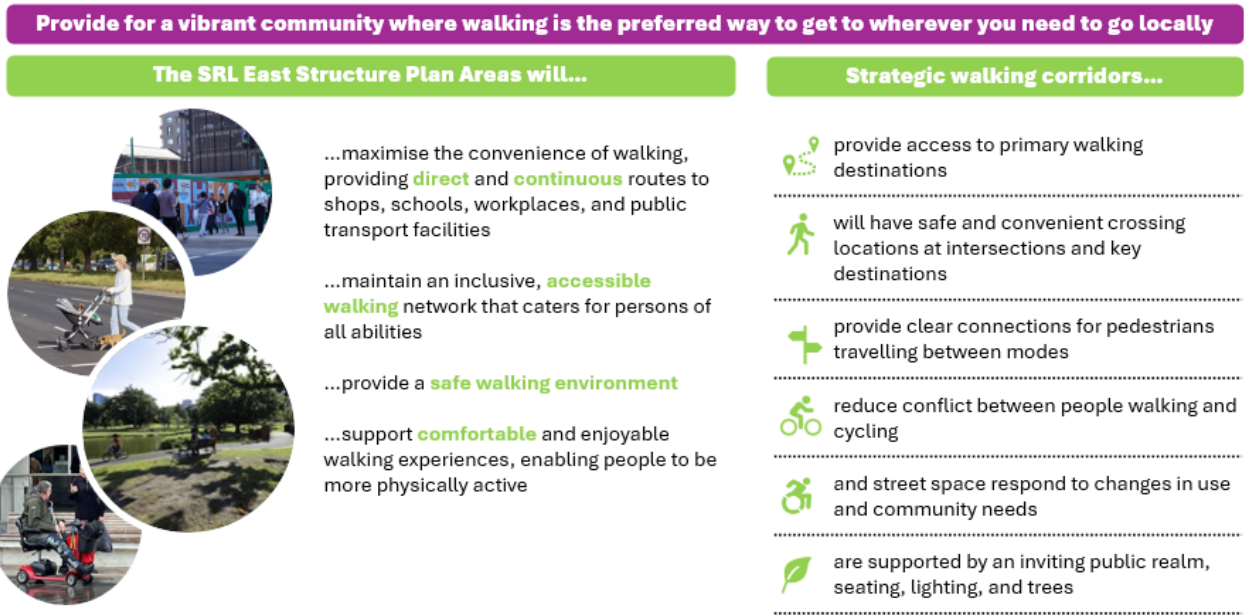 Provide for a vibrant community where walking is the preferred way to get to wherever you need to go locally
The SRL East Structure Plan Areas will...
...maximise the convenience of walking,
providing direct and continuous routes to
shops, schools, workplaces, and public
transport facilities
...maintain an inclusive, accessible
walking network that caters for persons of
all abilities
...provide a safe walking environment
...support comfortable and enjoyable
walking experiences, enabling people to be
more physically active
Strategic walking corridors...
provide access to primary walking
destinations
will have safe and convenient crossing
locations at intersections and key
destinations
provide clear connections for pedestrians
travelling between modes
reduce conflict between people walking and
cycling
and street space respond to changes in use
and community needs
are supported by an inviting public realm,
seating, lighting, and trees